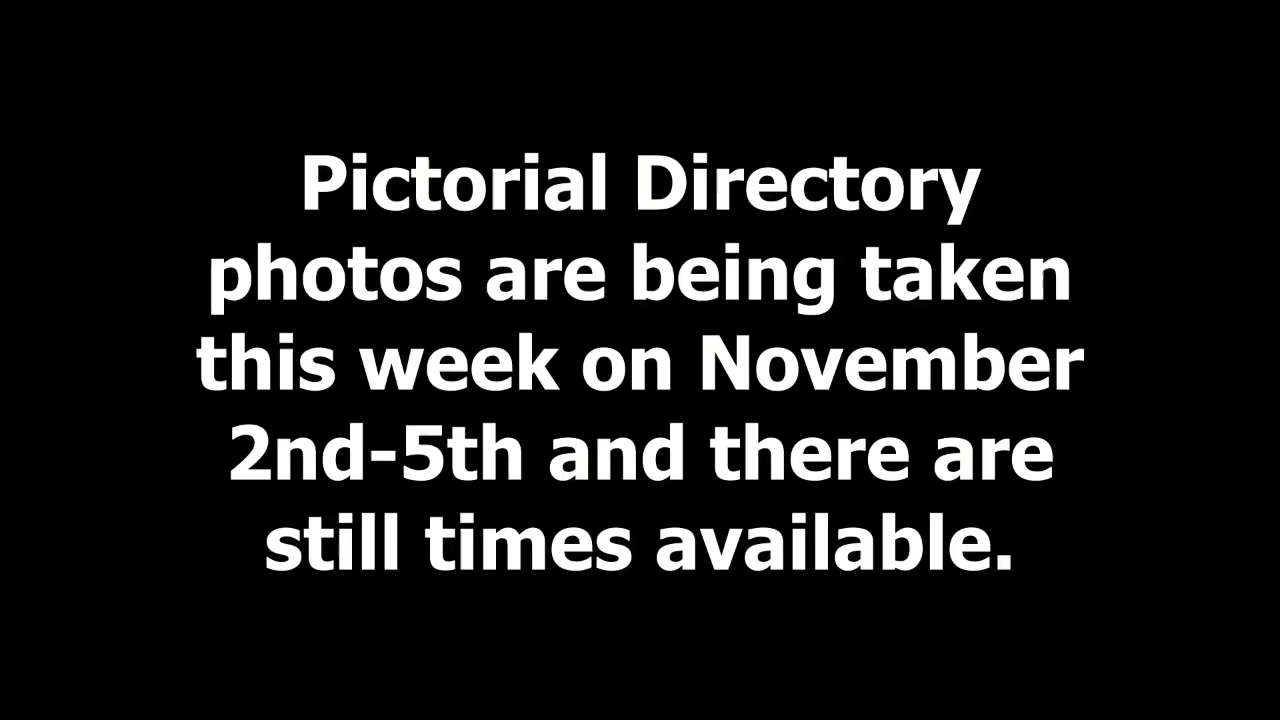 Pictorial Directory
photos are being taken
this week on November
2nd-5th and there are
still times available.